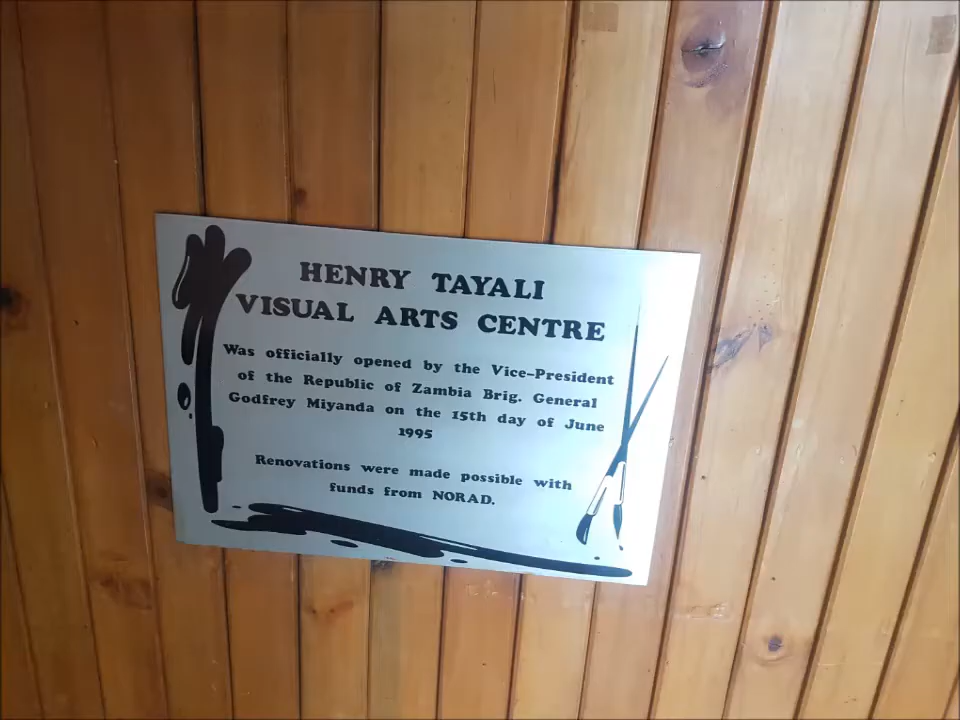 HENRY TAYALI
VISUAL ARTS CENTRE
Was officially opened by the Vice-President
of the Republic of Zambia Brig. General
Godfrey Miyanda on the 15th day of June
1995
Renovations were made possible with
funds from NORAD.